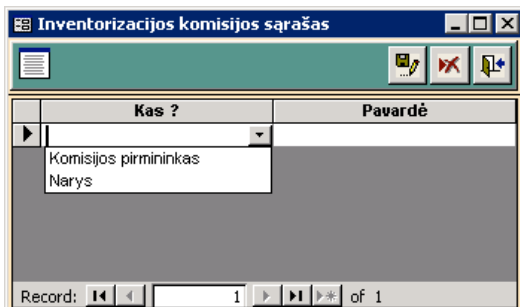 Inventorizacijos komisijos sąrašas
Kas ? Pavardė
Komisijos pirmininkas
Narys
Record: 1 of 1